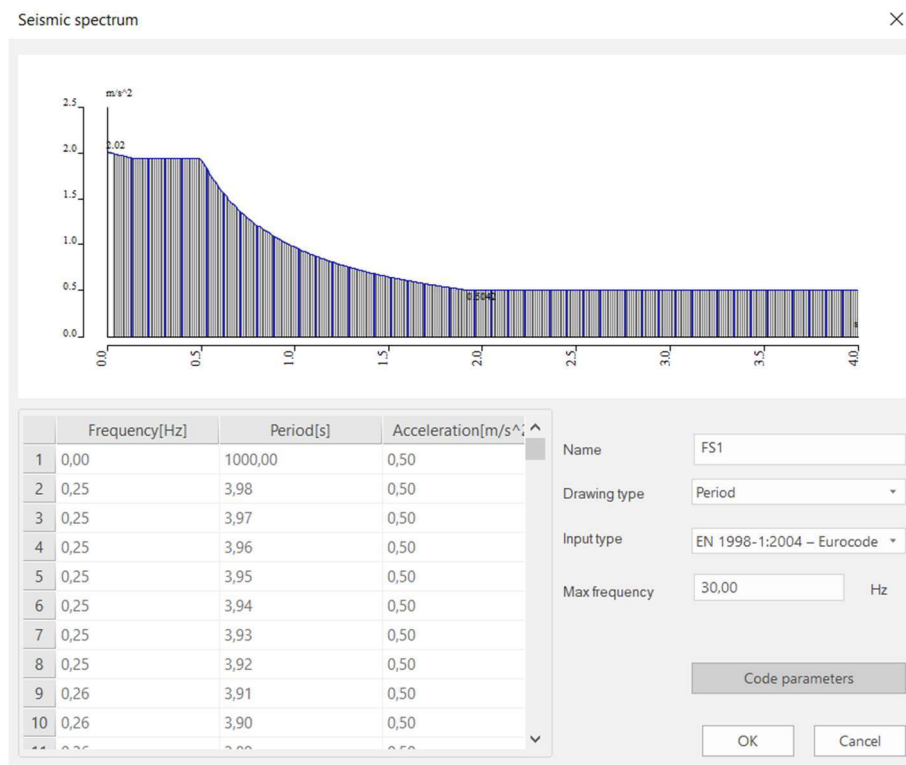 Seismic spectrum
m/s^2
2.5
2.02
2.0
1.5
1.0
0.5
0.5042
0.0
s
0.0 0.5 1.0 1.5 2.0 2.5 3.0 3.5 4.0
Frequency[Hz] Period[s] Acceleration[m/s^2
1 0,00 1000,00 0,50
2 0,25 3,98 0,50
3 0,25 3,97 0,50
4 0,25 3,96 0,50
5 0,25 3,95 0,50
6 0,25 3,94 0,50
7 0,25 3,93 0,50
8 0,25 3,92 0,50
9 0,26 3,91 0,50
10 0,26 3,90 0,50
Name FS1
Drawing type Period
Input type EN 1998-1:2004 – Eurocode
Max frequency 30,00 Hz
Code parameters
OK Cancel